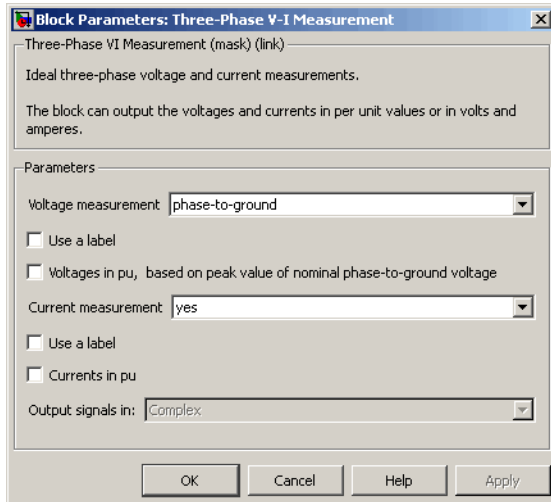 Block Parameters: Three-Phase V-I Measurement
Three-Phase VI Measurement (mask) (link)
Ideal three-phase voltage and current measurements.
The block can output the voltages and currents in per unit values or in volts and
amperes.
Parameters
Voltage measurement phase-to-ground
Use a label
Voltages in pu, based on peak value of nominal phase-to-ground voltage
Current measurement yes
Use a label
Currents in pu
Output signals in: Complex
OK Cancel Help Apply